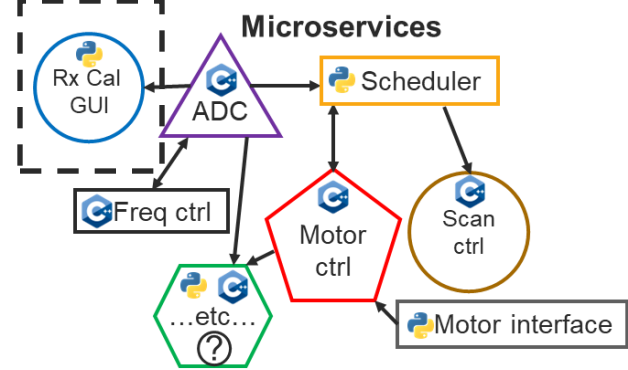 Microservices
Rx Cal
GUI
ADC
Scheduler
Freq ctrl
Motor
ctrl
Scan
ctrl
...etc...
?
Motor interface